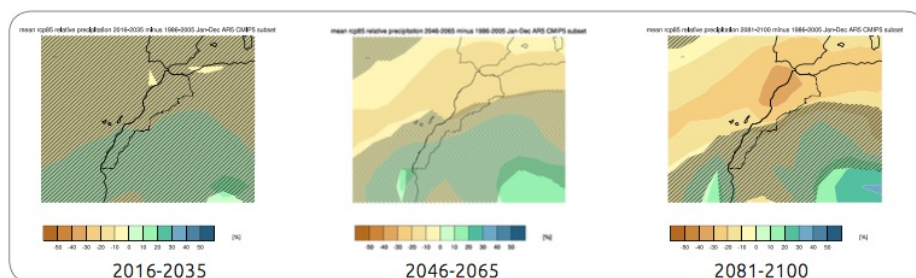 mean rcp85 relative precipitation 2016-2035 minus 1986-2005 Jan-Dec AR5 CMIP5 subset
-50 -40 -30 -20 -10 0 10 20 30 40 50 [%]
2016-2035
mean rcp85 relative precipitation 2046-2065 minus 1986-2005 Jan-Dec AR5 CMIP5 subset
-50 -40 -30 -20 -10 0 10 20 30 40 50 [%]
2046-2065
mean rcp85 relative precipitation 2081-2100 minus 1986-2005 Jan-Dec AR5 CMIP5 subset
-50 -40 -30 -20 -10 0 10 20 30 40 50 [%]
2081-2100